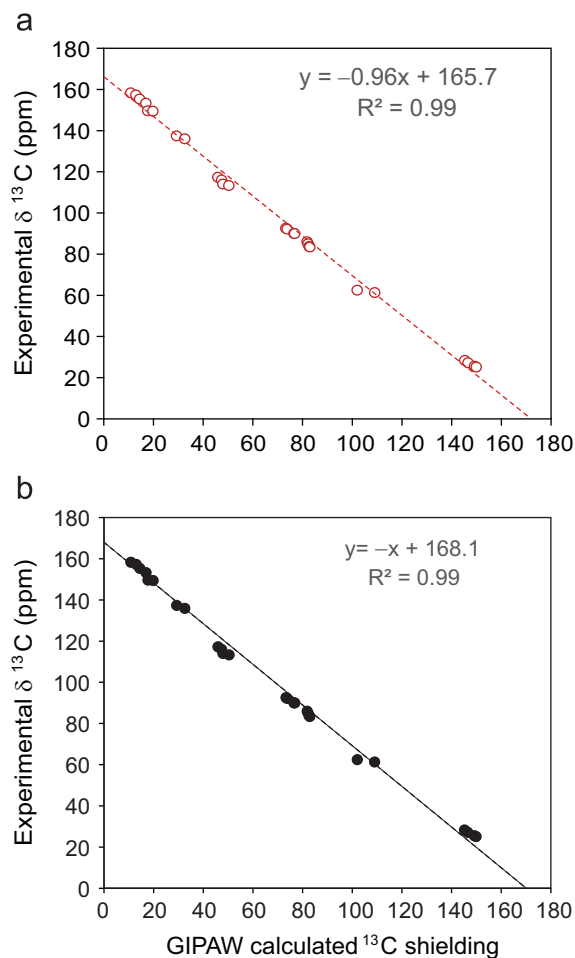 a
Experimental δ ¹³C (ppm)
180
160
140
120
100
80
60
40
20
0
y = −0.96x + 165.7
R² = 0.99
0 20 40 60 80 100 120 140 160 180
b
Experimental δ ¹³C (ppm)
180
160
140
120
100
80
60
40
20
0
y= −x + 168.1
R² = 0.99
0 20 40 60 80 100 120 140 160 180
GIPAW calculated ¹³C shielding